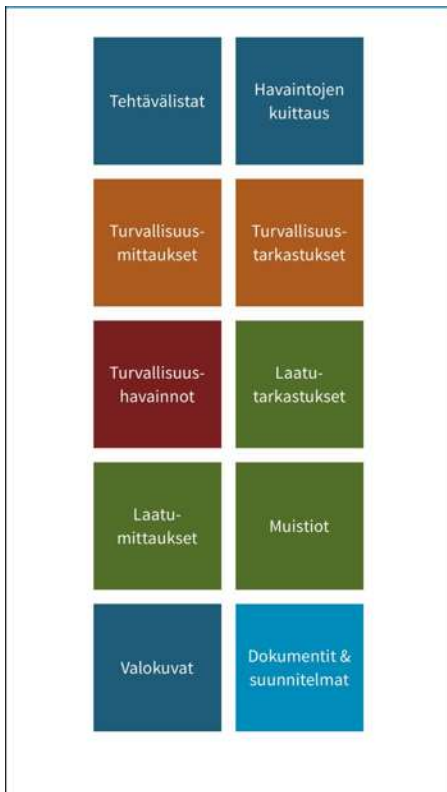 Tehtävälistat
Havaintojen
kuittaus
Turvallisuus-
mittaukset
Turvallisuus-
tarkastukset
Turvallisuus-
havainnot
Laatu-
tarkastukset
Laatu-
mittaukset
Muistiot
Valokuvat
Dokumentit &
suunnitelmat